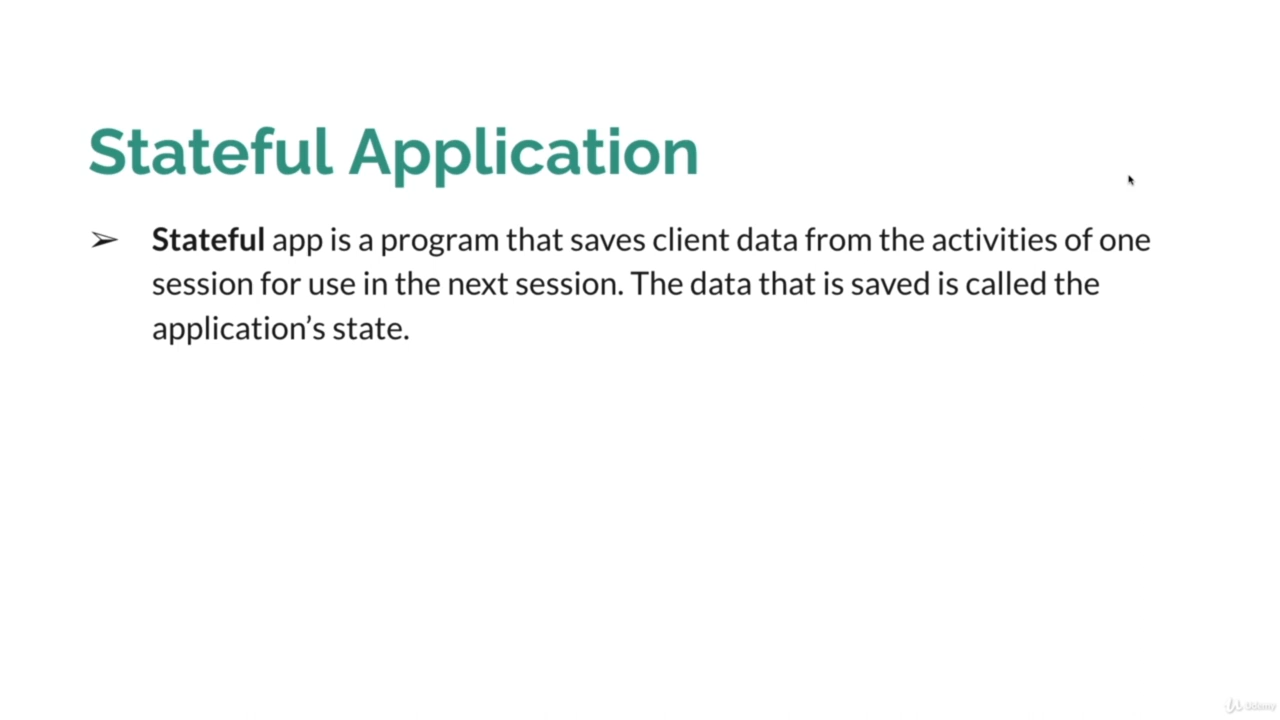 Stateful Application
➢ Stateful app is a program that saves client data from the activities of one
session for use in the next session. The data that is saved is called the
application’s state.
Udemy